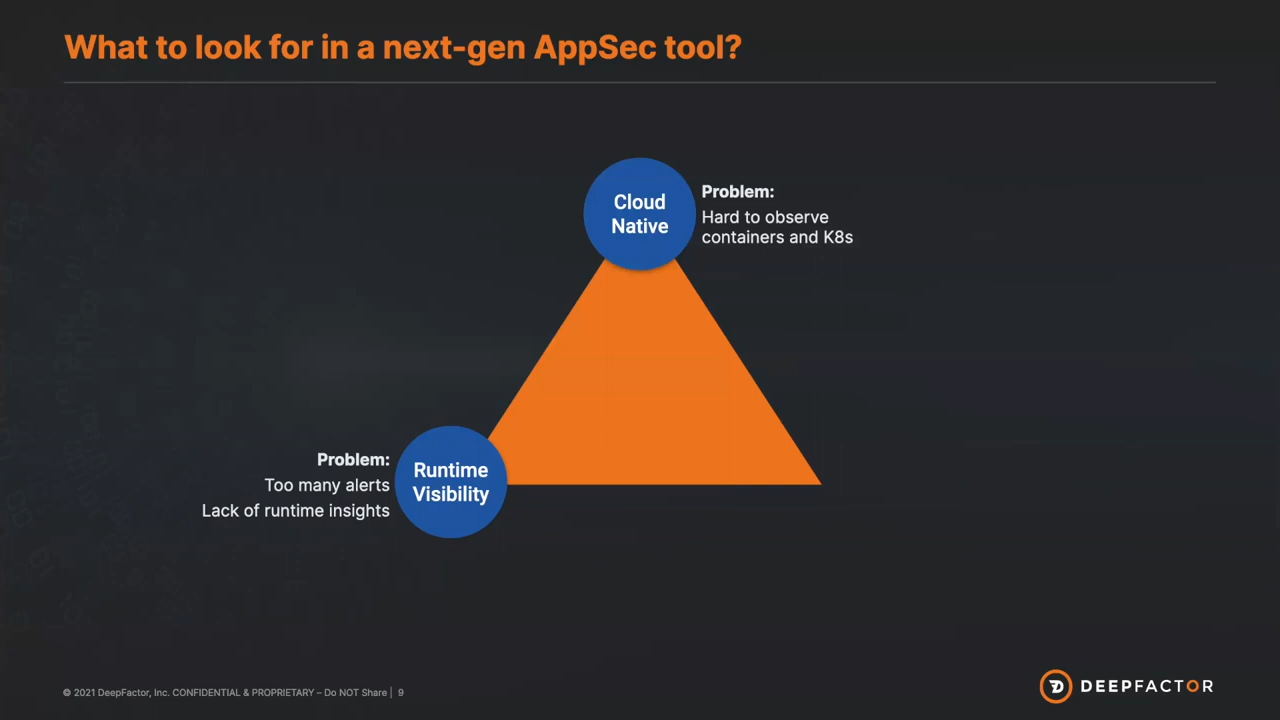 What to look for in a next-gen AppSec tool?
Cloud
Native
Problem:
Hard to observe
containers and K8s
Problem:
Too many alerts
Lack of runtime insights
Runtime
Visibility
© 2021 DeepFactor, Inc. CONFIDENTIAL & PROPRIETARY – Do NOT Share | 9
DEEPFACTOR